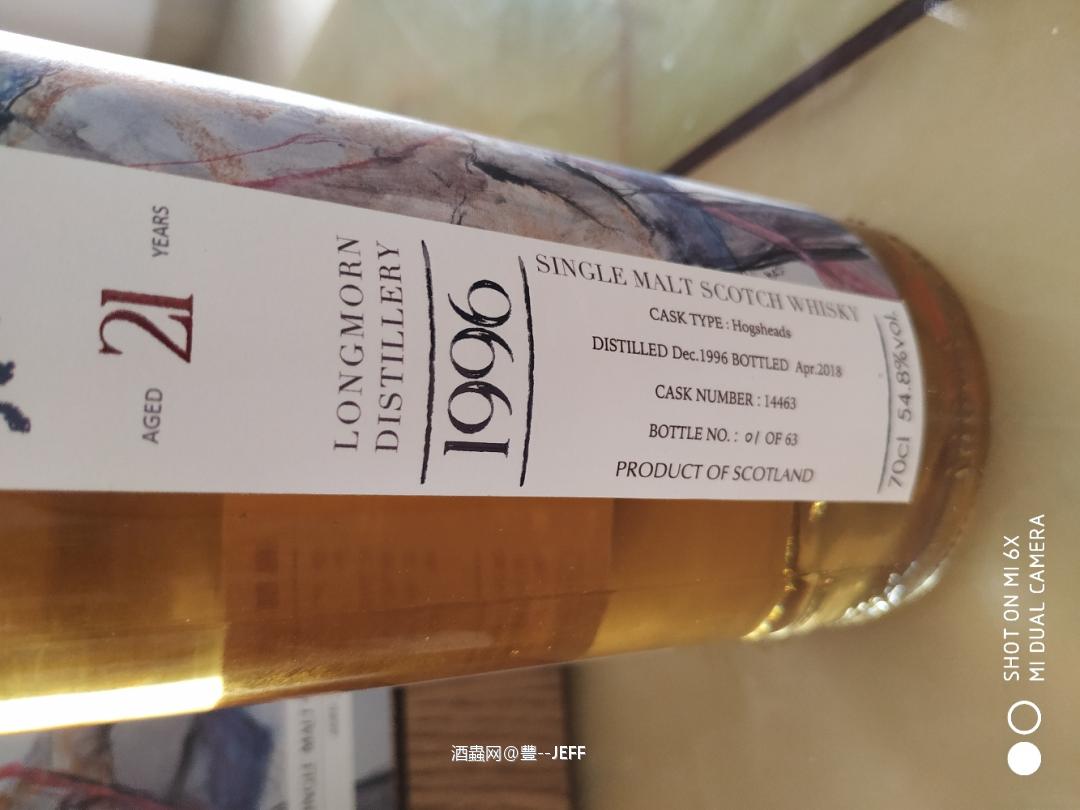 AGED 21 YEARS
LONGMORN
DISTILLERY
1996
SINGLE MALT SCOTCH WHISKY
CASK TYPE : Hogsheads
DISTILLED Dec.1996 BOTTLED Apr.2018
CASK NUMBER : 14463
BOTTLE NO. : 01 OF 63
PRODUCT OF SCOTLAND
70cl 54.8%vol.
SINGLE MALT
酒蟲网@豐--JEFF
SHOT ON MI 6X
MI DUAL CAMERA